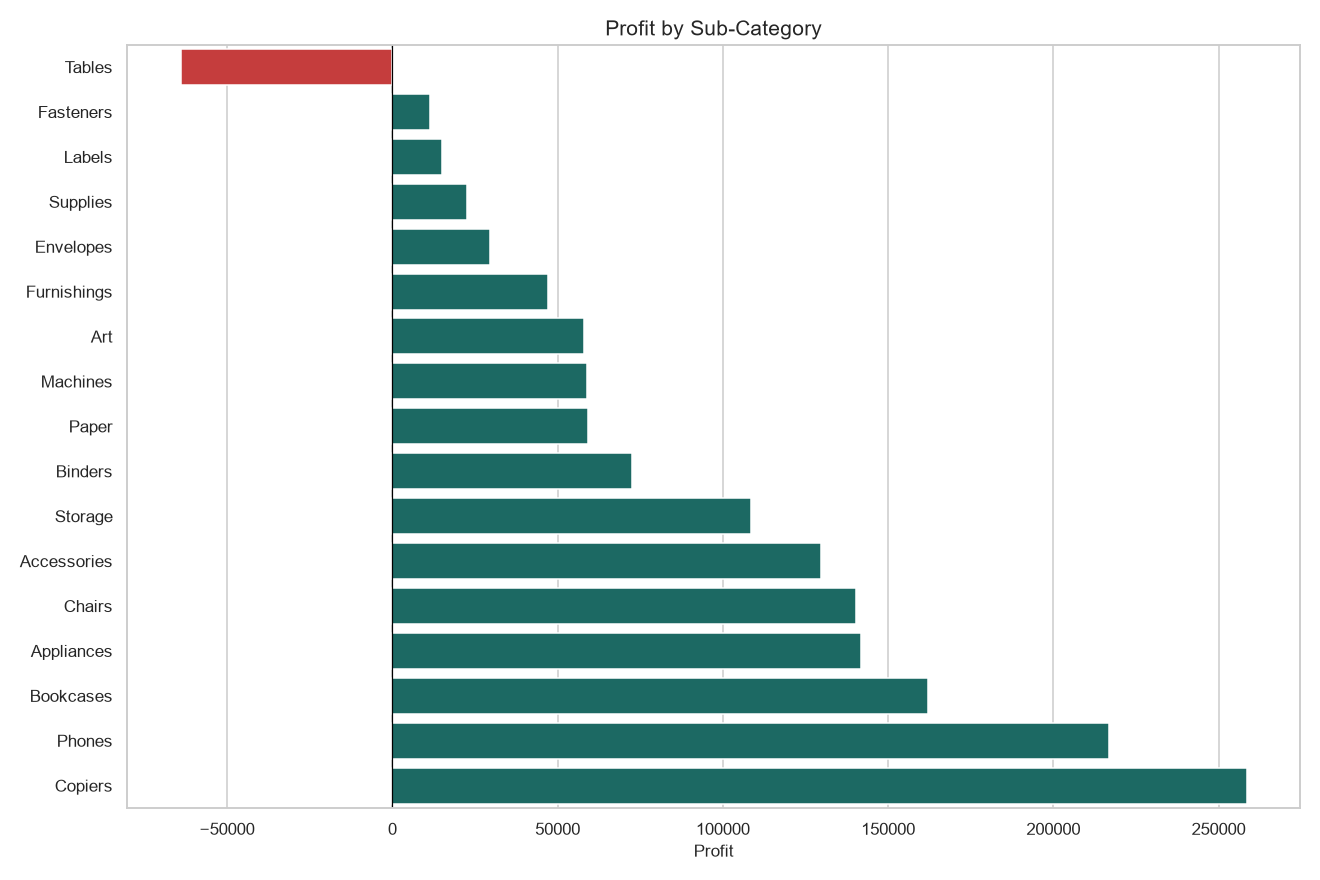 Profit by Sub-Category
Tables
Fasteners
Labels
Supplies
Envelopes
Furnishings
Art
Machines
Paper
Binders
Storage
Accessories
Chairs
Appliances
Bookcases
Phones
Copiers
−50000 0 50000 100000 150000 200000 250000
Profit